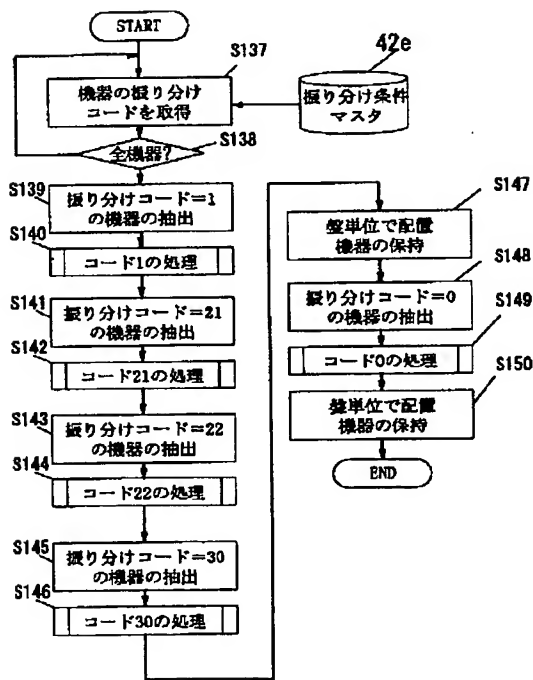 START
S137
機器の振り分け
コードを取得
42e
振り分け条件
マスタ
S138
全機器?
S139
振り分けコード=1
の機器の抽出
S140
コード1の処理
S141
振り分けコード=21
の機器の抽出
S142
コード21の処理
S143
振り分けコード=22
の機器の抽出
S144
コード22の処理
S145
振り分けコード=30
の機器の抽出
S146
コード30の処理
S147
盤単位で配置
機器の保持
S148
振り分けコード=0
の機器の抽出
S149
コード0の処理
S150
盤単位で配置
機器の保持
END